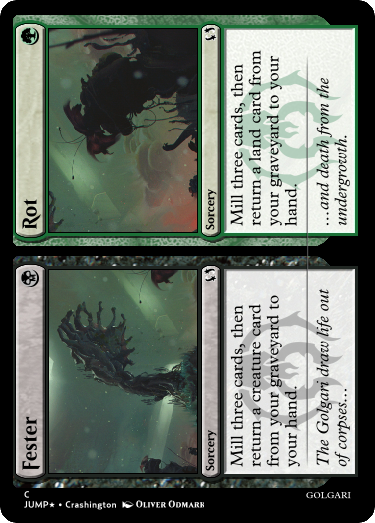 Fester
Sorcery
Mill three cards, then
return a creature card
from your graveyard to
your hand.
The Golgari draw life out
of corpses...
Rot
Sorcery
Mill three cards, then
return a land card from
your graveyard to your
hand.
...and death from the
undergrowth.
C
JUMP★ • Crashington OLIVER ODMARK
GOLGARI